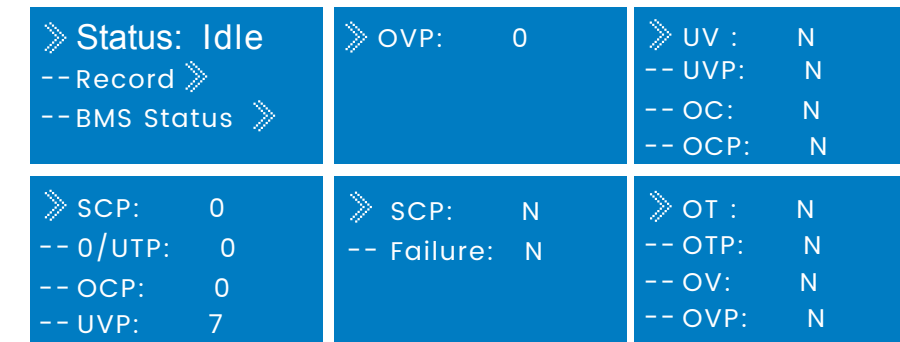 Status: Idle
--Record
--BMS Status
OVP: 0
UV : N
-- UVP: N
-- OC: N
-- OCP: N
SCP: 0
-- 0/UTP: 0
-- OCP: 0
-- UVP: 7
SCP: N
-- Failure: N
OT : N
-- OTP: N
-- OV: N
-- OVP: N